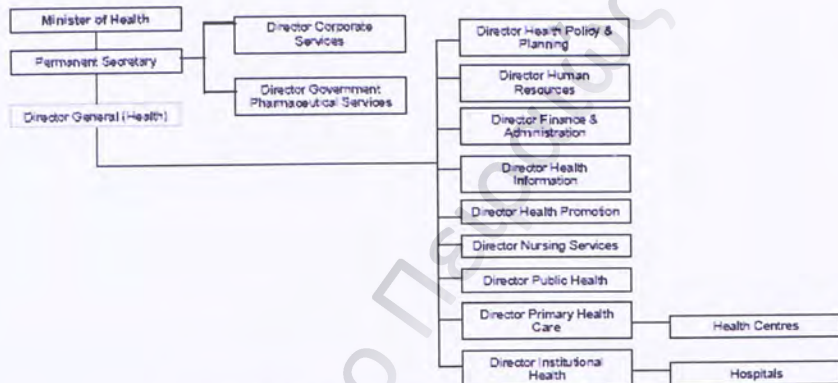 Minister of Health
Permanent Secretary
Director General (Health)
Director Corporate
Services
Director Government
Pharmaceutical Services
Director Health Policy &
Planning
Director Human
Resources
Director Finance &
Administration
Director Health
Information
Director Health Promotion
Director Nursing Services
Director Public Health
Director Primary Health
Care
Health Centres
Director Institutional
Health
Hospitals
Πειραιώς